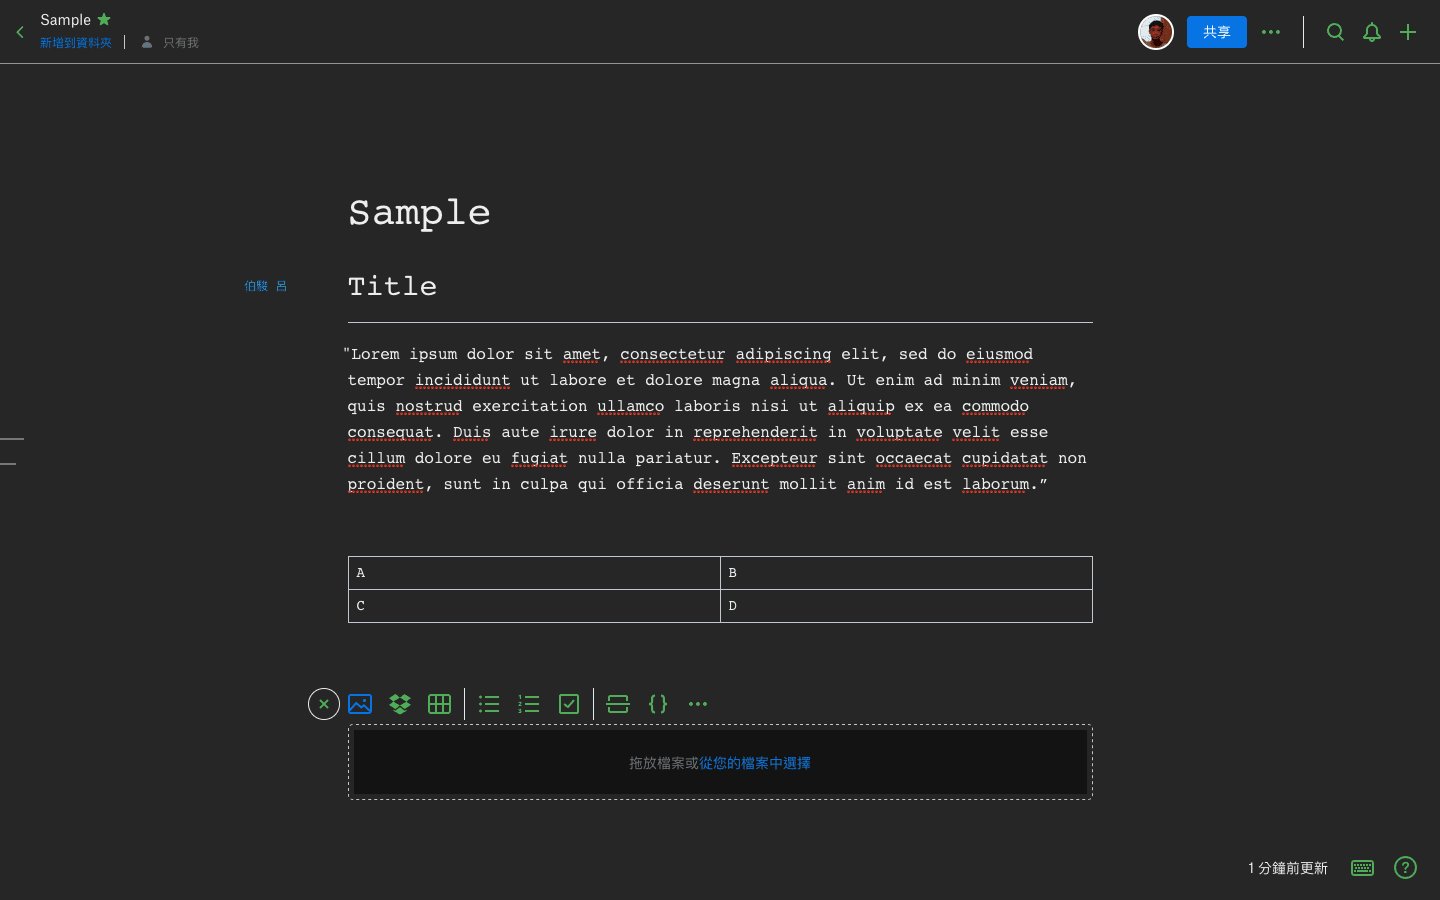 Sample
新增到資料夾
只有我
共享
Sample
伯駿 呂
Title
"Lorem ipsum dolor sit amet, consectetur adipiscing elit, sed do eiusmod
tempor incididunt ut labore et dolore magna aliqua. Ut enim ad minim veniam,
quis nostrud exercitation ullamco laboris nisi ut aliquip ex ea commodo
consequat. Duis aute irure dolor in reprehenderit in voluptate velit esse
cillum dolore eu fugiat nulla pariatur. Excepteur sint occaecat cupidatat non
proident, sunt in culpa qui officia deserunt mollit anim id est laborum.”
A B
C D
拖放檔案或從您的檔案中選擇
1 分鐘前更新